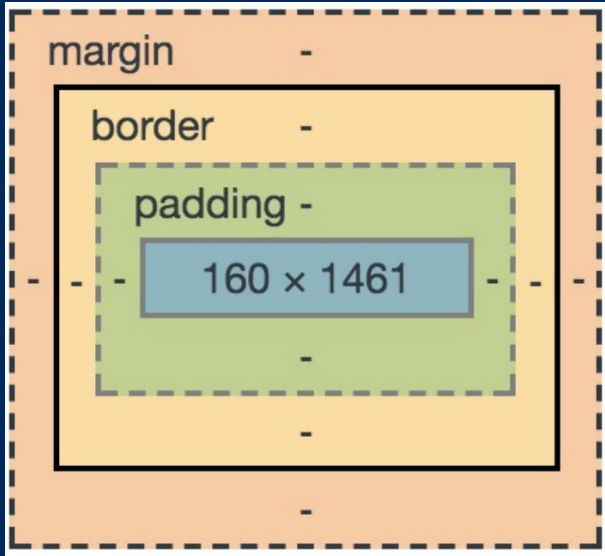 margin -
border -
padding -
- - - 160 × 1461 - - -
-
-
-